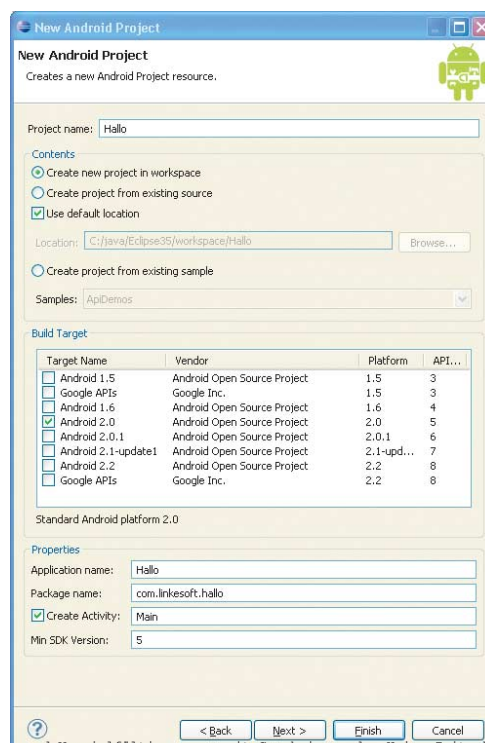 New Android Project
New Android Project
Creates a new Android Project resource.
Project name: Hallo
Contents
Create new project in workspace
Create project from existing source
Use default location
Location: C:/java/Eclipse35/workspace/Hallo Browse...
Create project from existing sample
Samples: ApiDemos
Build Target
Target Name Vendor Platform API...
Android 1.5 Android Open Source Project 1.5 3
Google APIs Google Inc. 1.5 3
Android 1.6 Android Open Source Project 1.6 4
Android 2.0 Android Open Source Project 2.0 5
Android 2.0.1 Android Open Source Project 2.0.1 6
Android 2.1-update1 Android Open Source Project 2.1-upd... 7
Android 2.2 Android Open Source Project 2.2 8
Google APIs Google Inc. 2.2 8
Standard Android platform 2.0
Properties
Application name: Hallo
Package name: com.linkesoft.hallo
Create Activity: Main
Min SDK Version: 5
? < Back Next > Finish Cancel